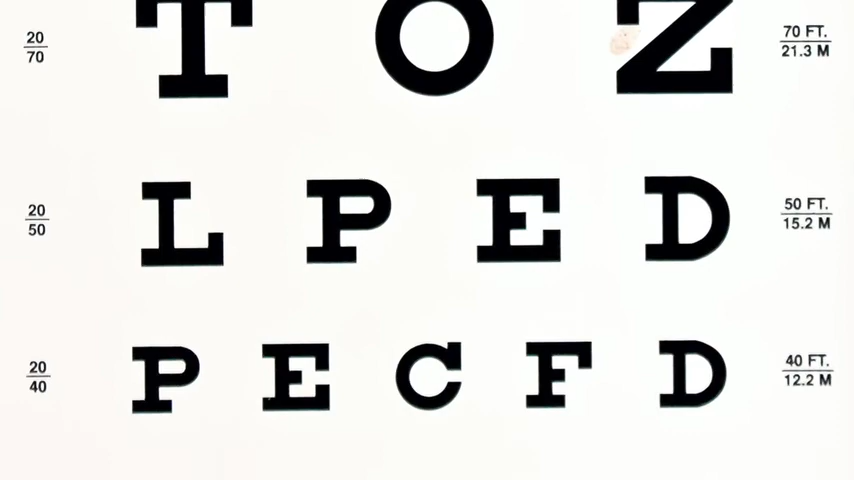 20/70 T O Z 70 FT. / 21.3 M
20/50 L P E D 50 FT. / 15.2 M
20/40 P E C F D 40 FT. / 12.2 M